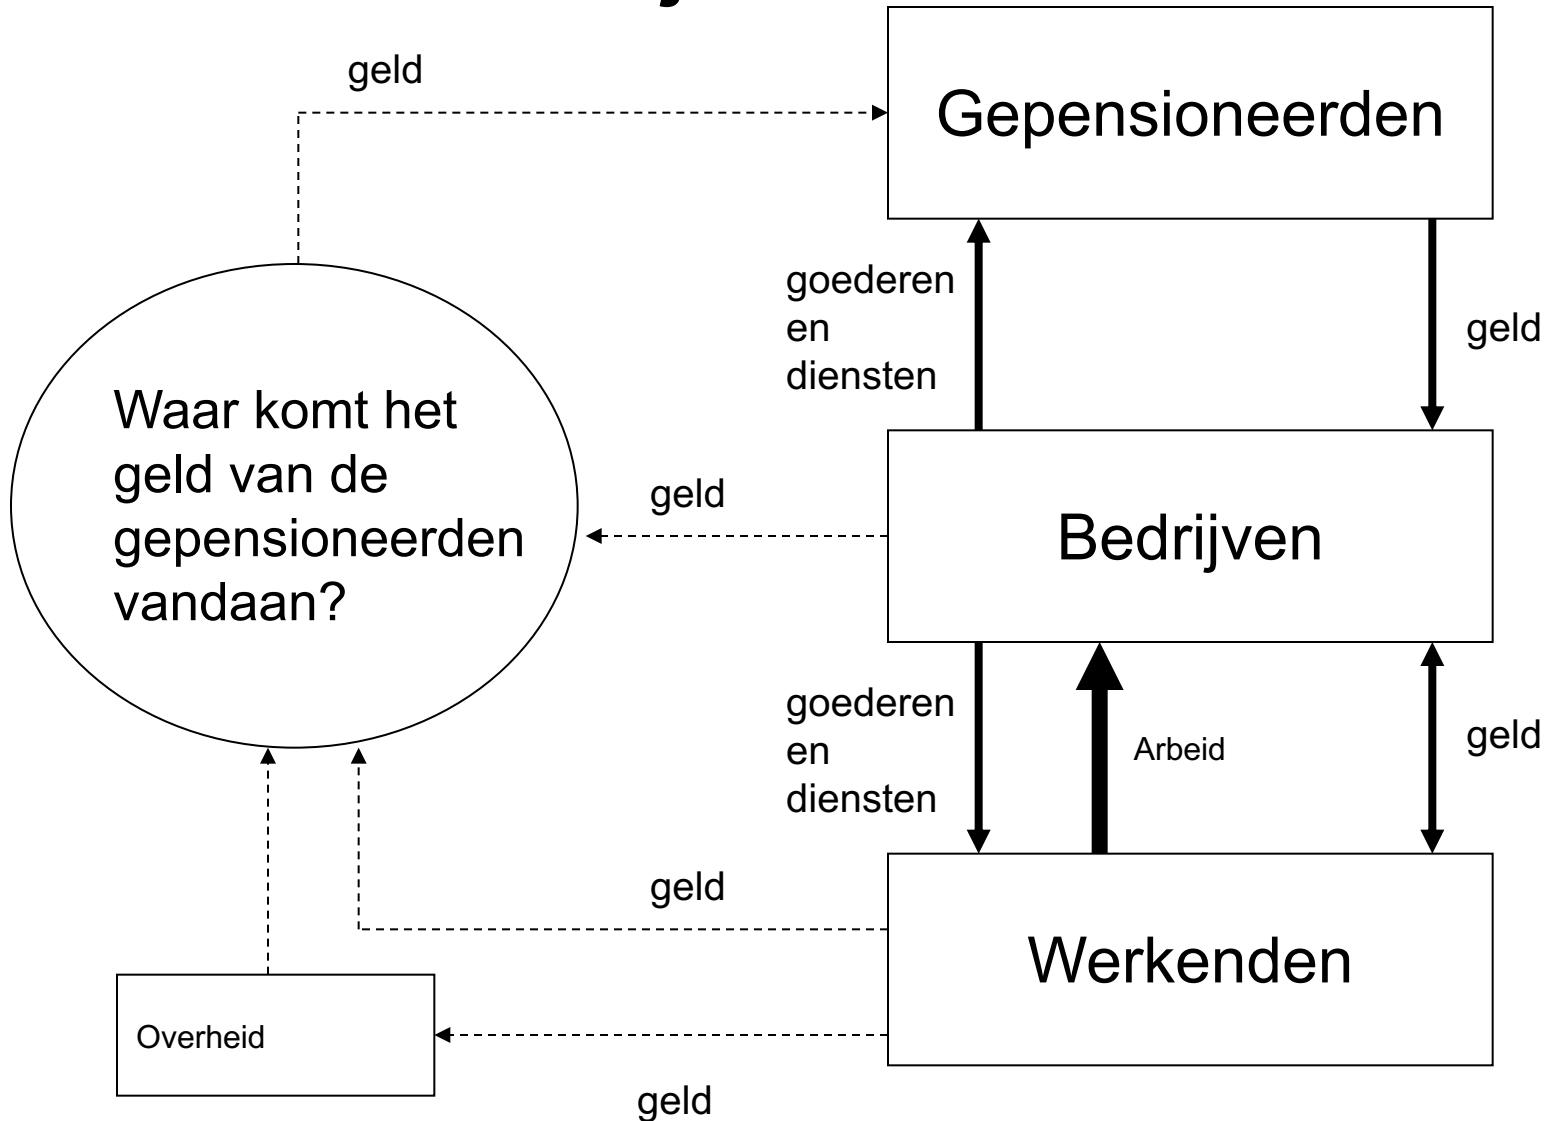 geld
Gepensioneerden
goederen
en
diensten
geld
Waar komt het
geld van de
gepensioneerden
vandaan?
geld
Bedrijven
goederen
en
diensten
Arbeid
geld
geld
Werkenden
Overheid
geld